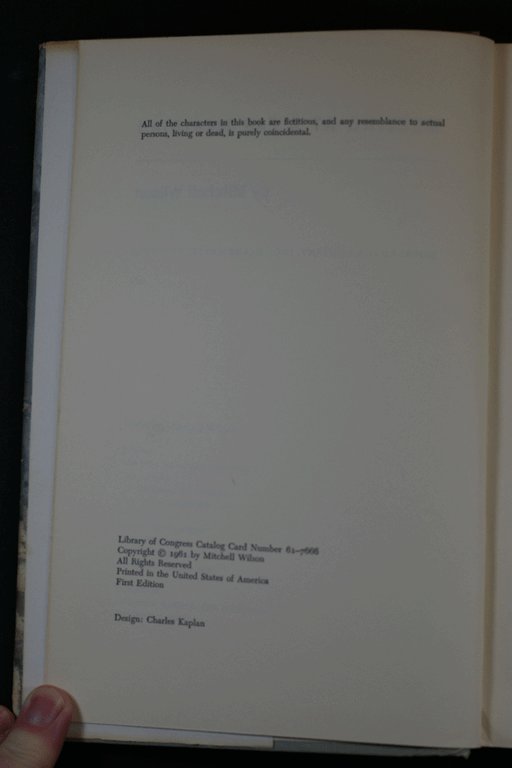 All of the characters in this book are fictitious, and any resemblance to actual
persons, living or dead, is purely coincidental.
Library of Congress Catalog Card Number 61-7668
Copyright © 1961 by Mitchell Wilson
All Rights Reserved
Printed in the United States of America
First Edition
Design: Charles Kaplan